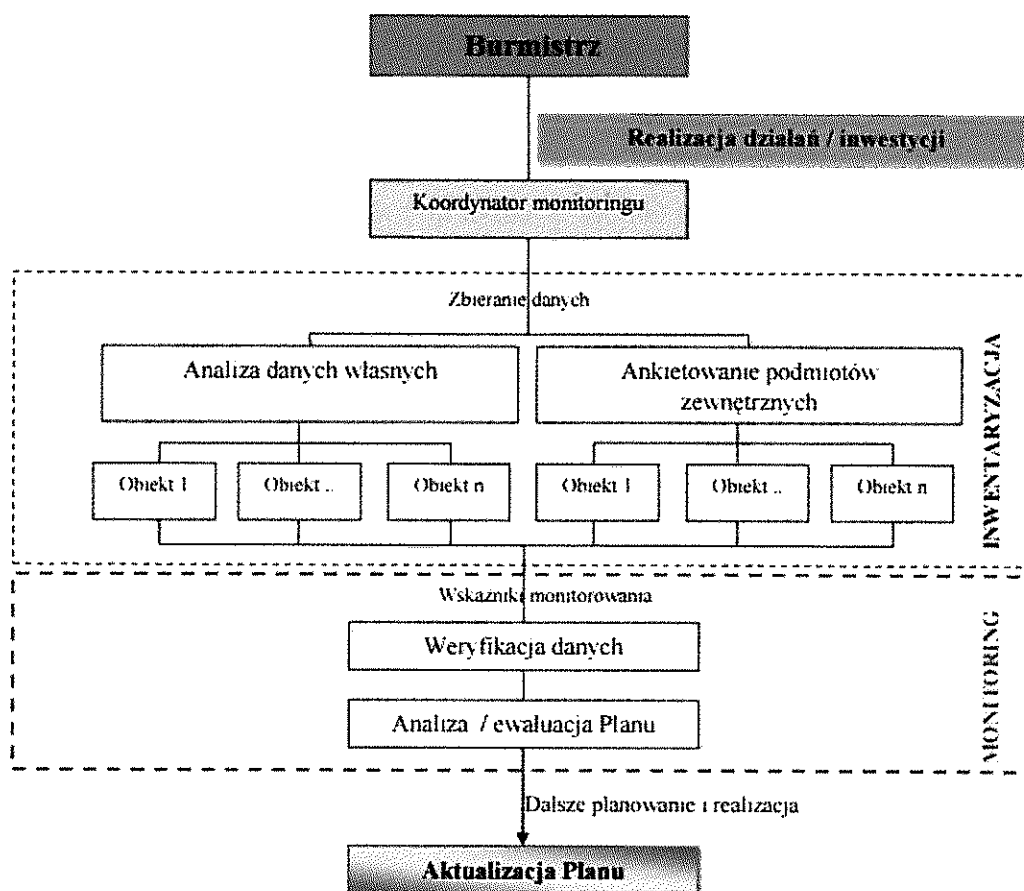 Burmistrz
Realizacja działań / inwestycji
Koordynator monitoringu
Zbieranie danych
Analiza danych własnych
Ankietowanie podmiotów
zewnętrznych
Obiekt 1
Obiekt ..
Obiekt n
Obiekt 1
Obiekt ..
Obiekt n
INWENTARYZACJA
Wskaźniki monitorowania
Weryfikacja danych
Analiza / ewaluacja Planu
MONITORING
Dalsze planowanie i realizacja
Aktualizacja Planu